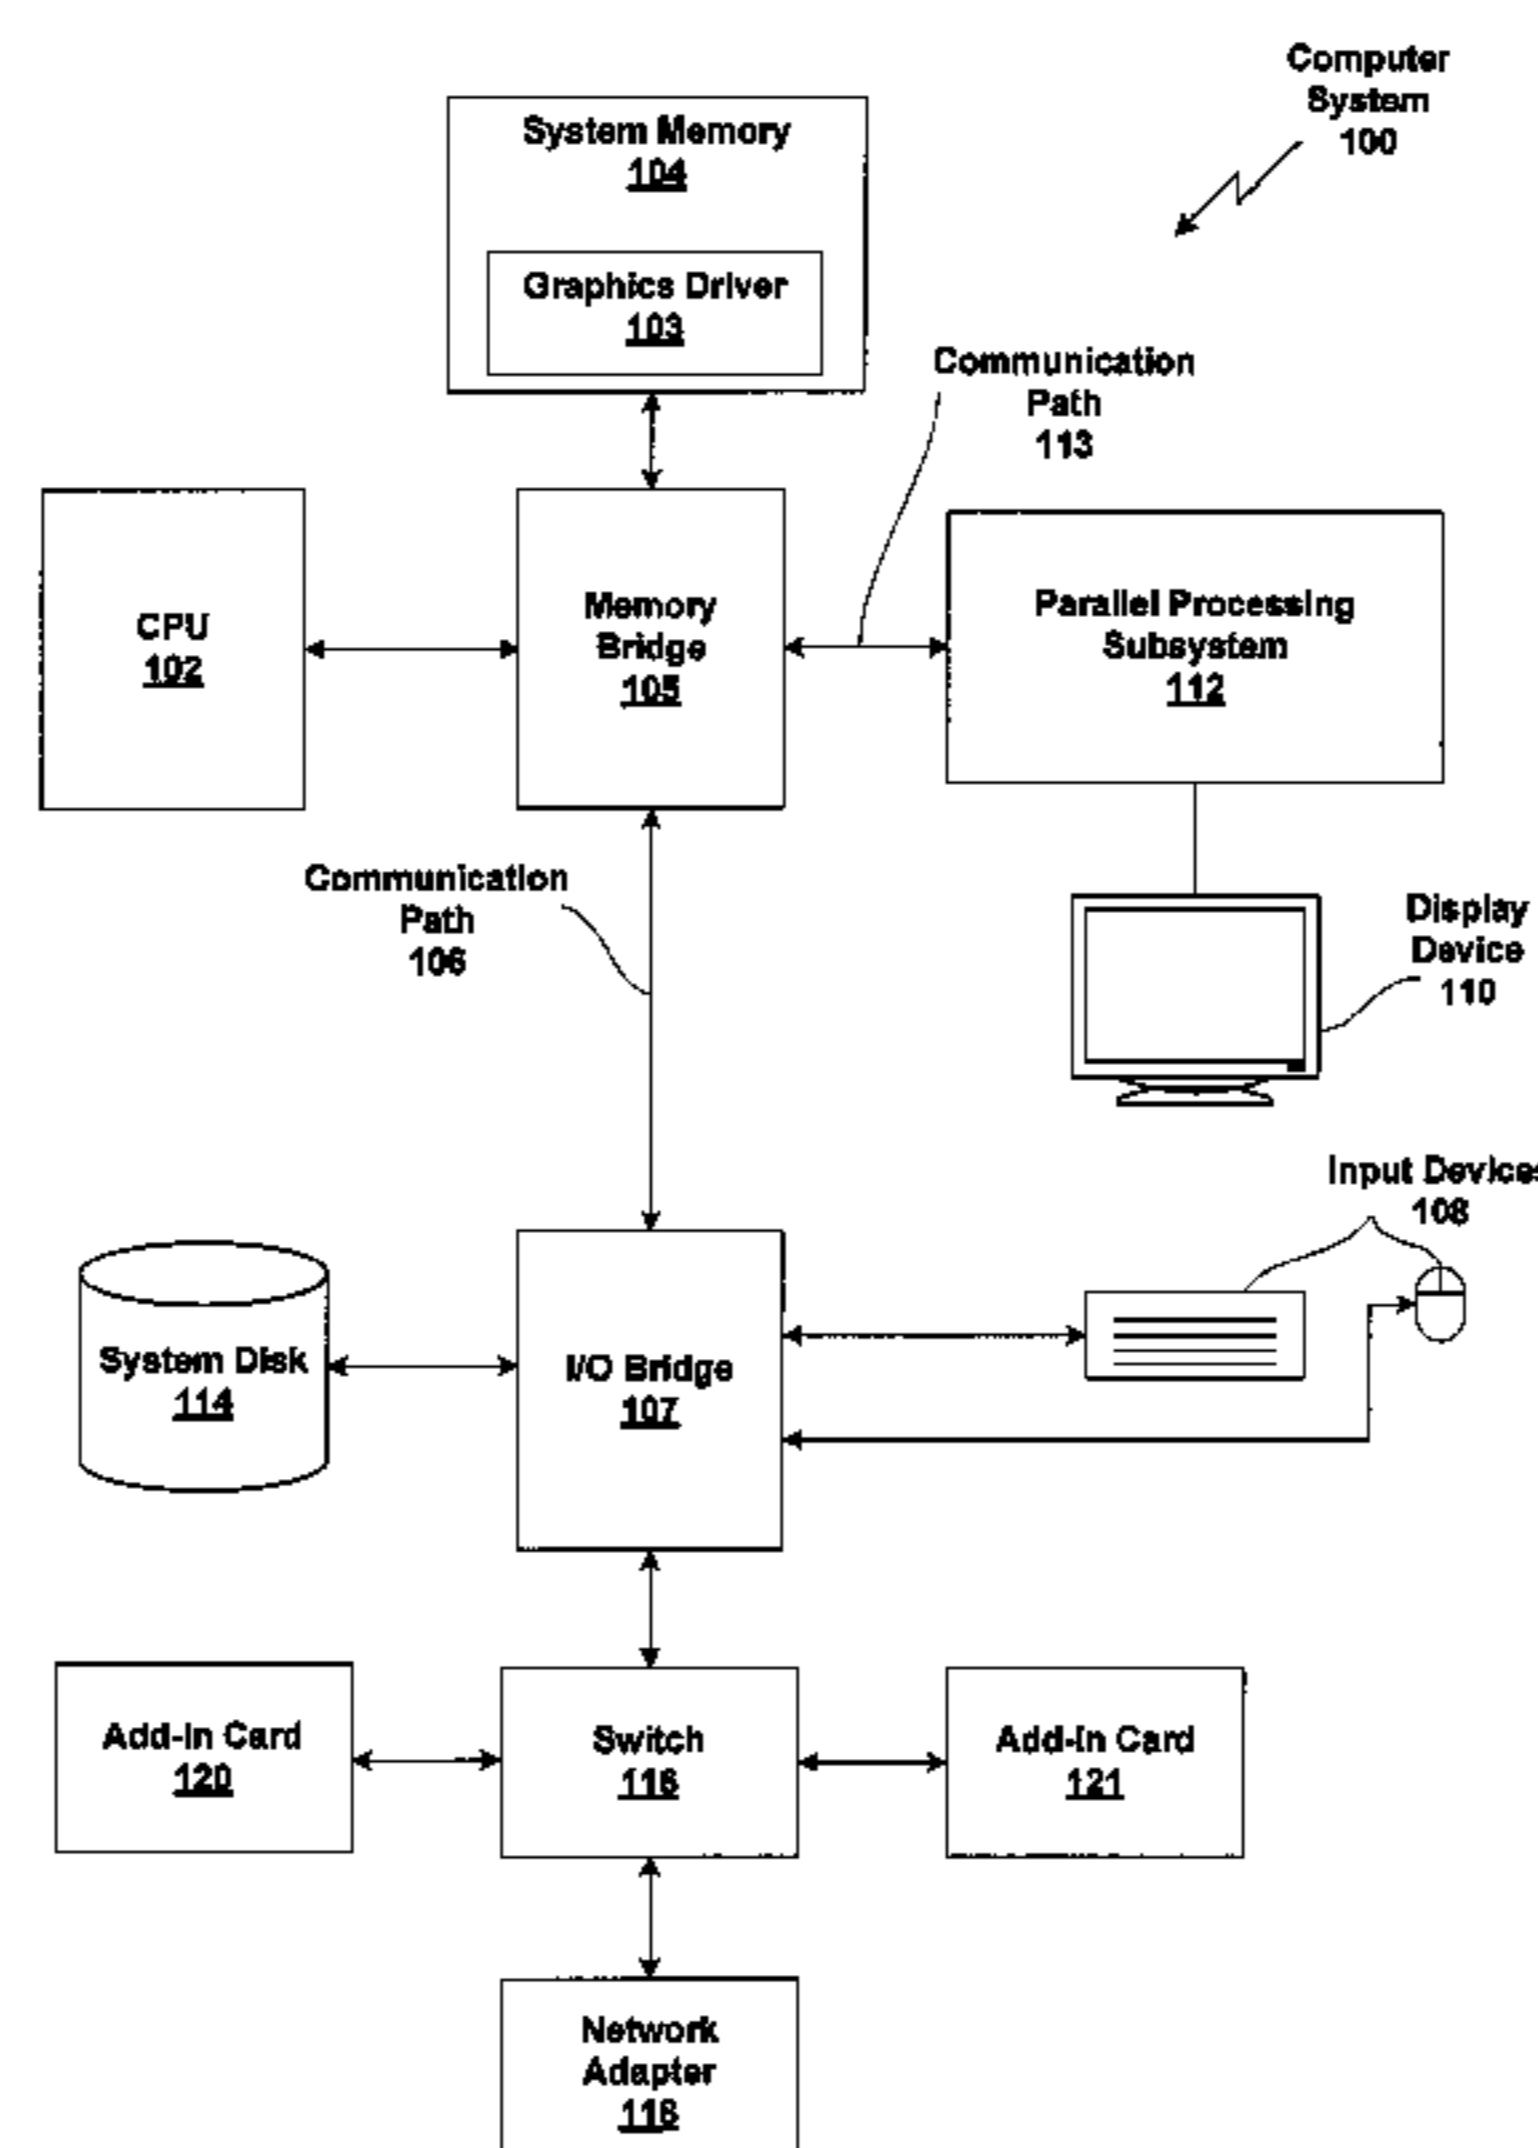 Computer
System
100
System Memory
104
Graphics Driver
103
Communication
Path
113
CPU
102
Memory
Bridge
105
Parallel Processing
Subsystem
112
Communication
Path
106
Display
Device
110
Input Devices
108
System Disk
114
I/O Bridge
107
Add-In Card
120
Switch
116
Add-In Card
121
Network
Adapter
118